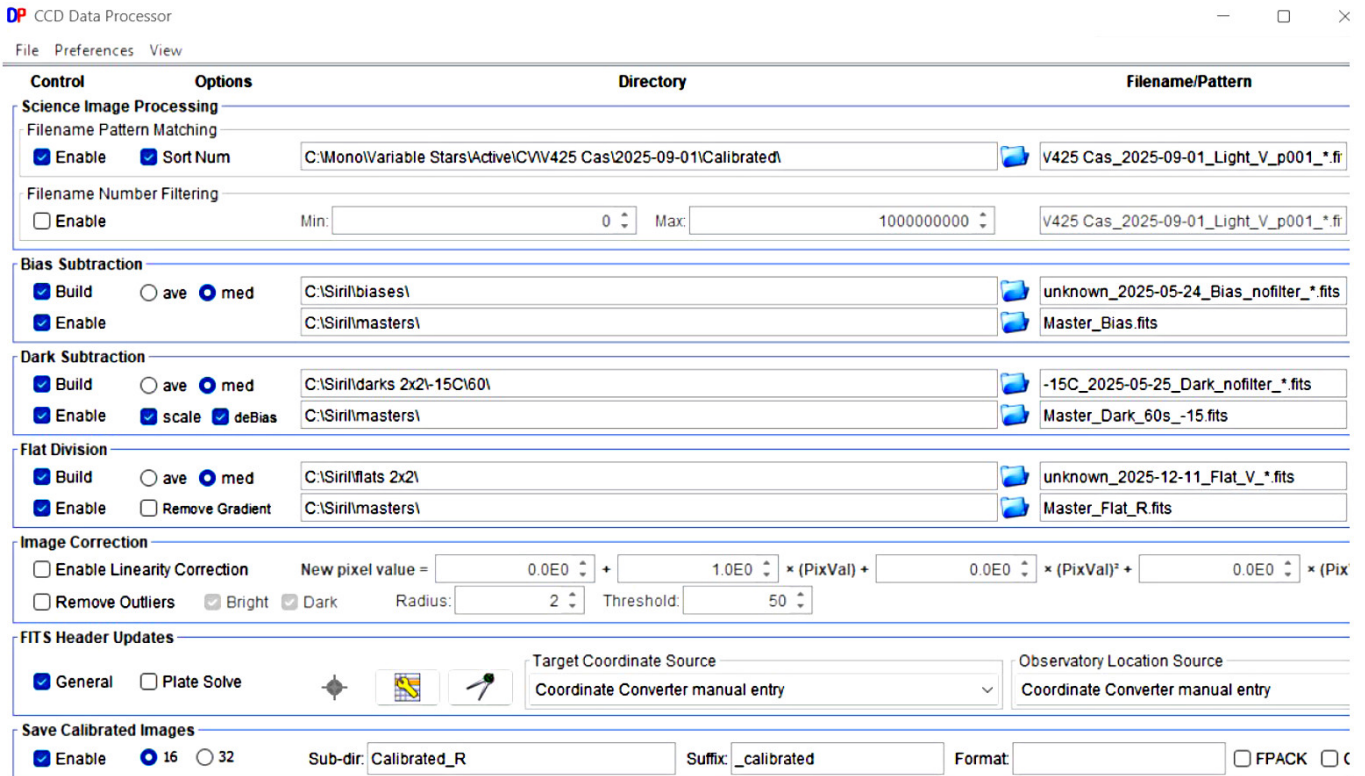 DP CCD Data Processor
File Preferences View
Control Options Directory Filename/Pattern
Science Image Processing
Filename Pattern Matching
Enable Sort Num C:\Mono\Variable Stars\Active\CV\V425 Cas\2025-09-01\Calibrated\ V425 Cas_2025-09-01_Light_V_p001_*.fi
Filename Number Filtering
Enable Min: 0 Max: 1000000000 V425 Cas_2025-09-01_Light_V_p001_*.fi
Bias Subtraction
Build ave med C:\Siril\biases\ unknown_2025-05-24_Bias_nofilter_*.fits
Enable C:\Siril\masters\ Master_Bias.fits
Dark Subtraction
Build ave med C:\Siril\darks 2x2\-15C\60\ -15C_2025-05-25_Dark_nofilter_*.fits
Enable scale deBias C:\Siril\masters\ Master_Dark_60s_-15.fits
Flat Division
Build ave med C:\Siril\flats 2x2\ unknown_2025-12-11_Flat_V_*.fits
Enable Remove Gradient C:\Siril\masters\ Master_Flat_R.fits
Image Correction
Enable Linearity Correction New pixel value = 0.0E0 + 1.0E0 × (PixVal) + 0.0E0 × (PixVal)² + 0.0E0 × (Pix
Remove Outliers Bright Dark Radius: 2 Threshold: 50
FITS Header Updates
Target Coordinate Source Observatory Location Source
General Plate Solve Coordinate Converter manual entry Coordinate Converter manual entry
Save Calibrated Images
Enable 16 32 Sub-dir: Calibrated_R Suffix: _calibrated Format: FPACK